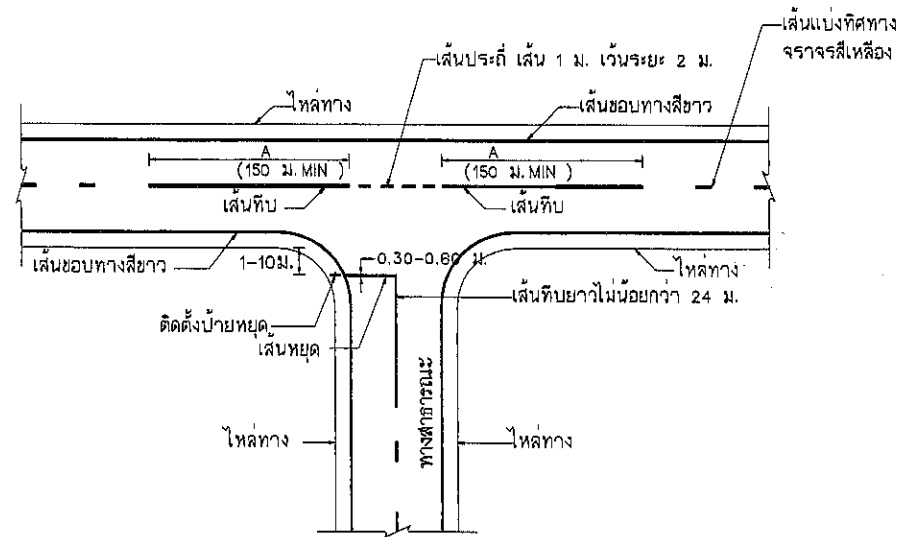 เส้นแบ่งทิศทาง
จราจรสีเหลือง
เส้นประถี่ เส้น 1 ม. เว้นระยะ 2 ม.
ไหล่ทาง
เส้นขอบทางสีขาว
A
(150 ม. MIN )
A
(150 ม. MIN )
เส้นทึบ
เส้นทึบ
เส้นขอบทางสีขาว
1-10ม.
0.30-0.60 ม.
ไหล่ทาง
เส้นทึบยาวไม่น้อยกว่า 24 ม.
ติดตั้งป้ายหยุด
เส้นหยุด
ทางสาธารณะ
ไหล่ทาง
ไหล่ทาง